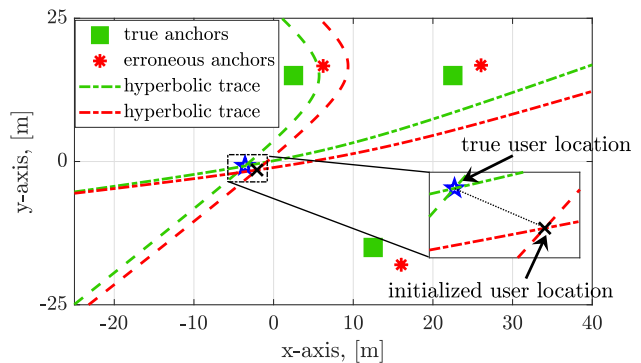 25
0
-25
y-axis, [m]
true anchors
erroneous anchors
hyperbolic trace
hyperbolic trace
true user location
initialized user location
-20 -10 0 10 20 30 40
x-axis, [m]